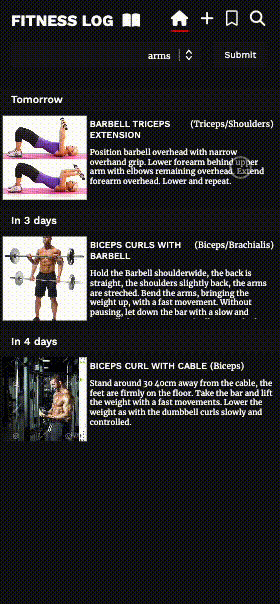 FITNESS LOG
arms
Submit
Tomorrow
BARBELL TRICEPS (Triceps/Shoulders)
EXTENSION
Position barbell overhead with narrow
overhand grip. Lower forearm behind upper
arm with elbows remaining overhead. Extend
forearm overhead. Lower and repeat.
In 3 days
BICEPS CURLS WITH (Biceps/Brachialis)
BARBELL
Hold the Barbell shoulderwide, the back is
straight, the shoulders slightly back, the arms
are streched. Bend the arms, bringing the
weight up, with a fast movement. Without
pausing, let down the bar with a slow and
In 4 days
BICEPS CURL WITH CABLE (Biceps)
Stand around 30 40cm away from the cable, the
feet are firmly on the floor. Take the bar and lift
the weight with a fast movements. Lower the
weight as with the dumbbell curls slowly and
controlled.